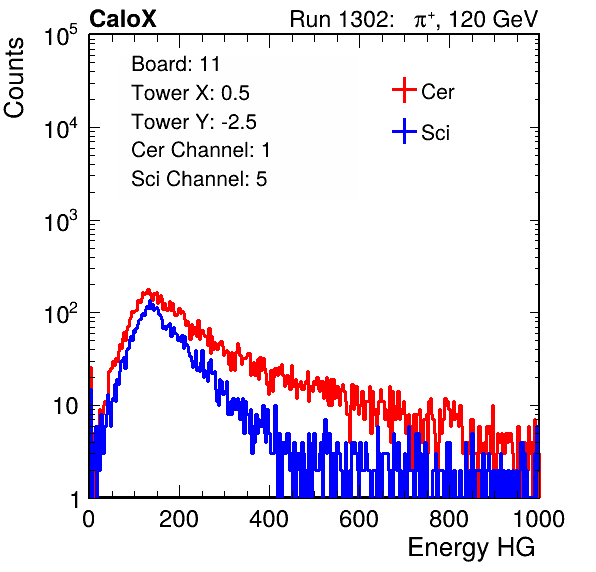 CaloX Run 1302: π⁺, 120 GeV
Board: 11
Tower X: 0.5
Tower Y: -2.5
Cer Channel: 1
Sci Channel: 5
Cer
Sci
Counts
10⁵
10⁴
10³
10²
10
1
0 200 400 600 800 1000
Energy HG